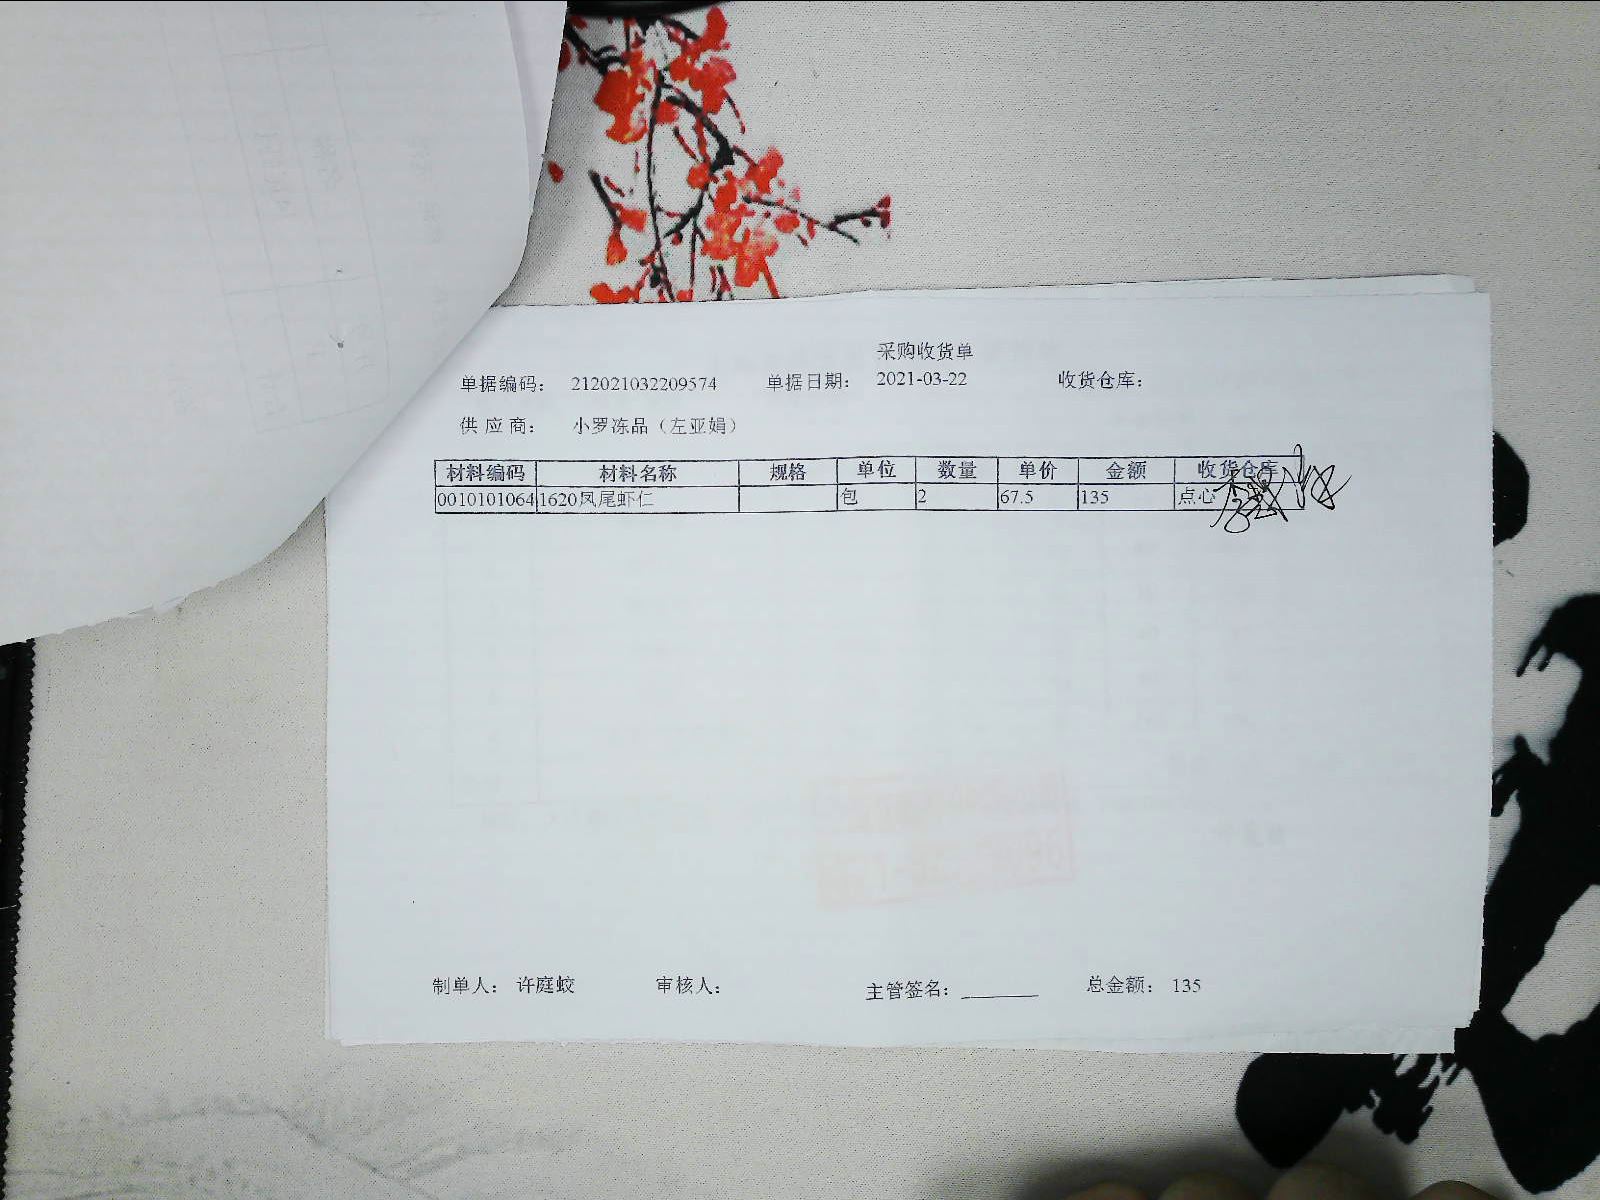 采购收货单
单据编码： 212021032209574 单据日期： 2021-03-22 收货仓库：
供应商： 小罗冻品（左亚娟）
材料编码 材料名称 规格 单位 数量 单价 金额 收货仓库
0010101064 1620凤尾虾仁 包 2 67.5 135 点心
制单人： 许庭蛟 审核人： 主管签名： ________ 总金额： 135